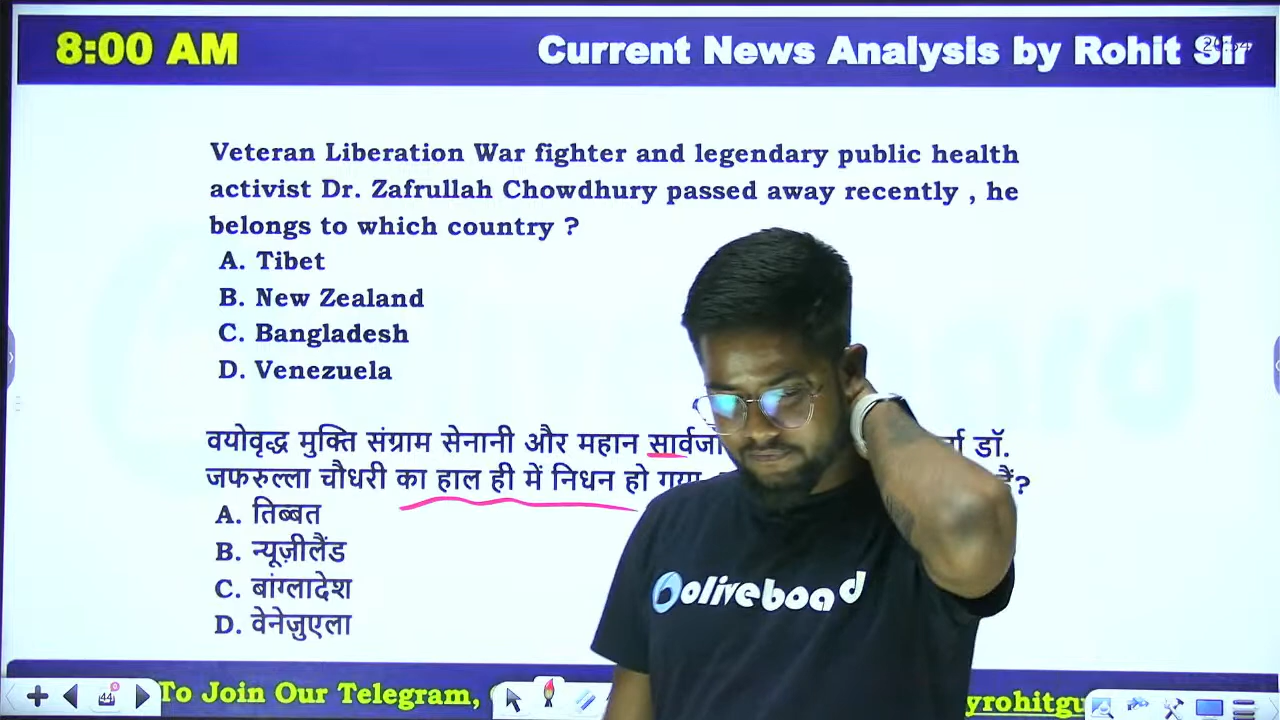 8:00 AM
Current News Analysis by Rohit Sir
Veteran Liberation War fighter and legendary public health
activist Dr. Zafrullah Chowdhury passed away recently , he
belongs to which country ?
A. Tibet
B. New Zealand
C. Bangladesh
D. Venezuela
वयोवृद्ध मुक्ति संग्राम सेनानी और महान डॉ.
जफरुल्ला चौधरी का हाल ही में निधन हो गया
A. तिब्बत
B. न्यूज़ीलैंड
C. बांग्लादेश
D. वेनेज़ुएला
oliveboad
44
To Join Our Telegram,